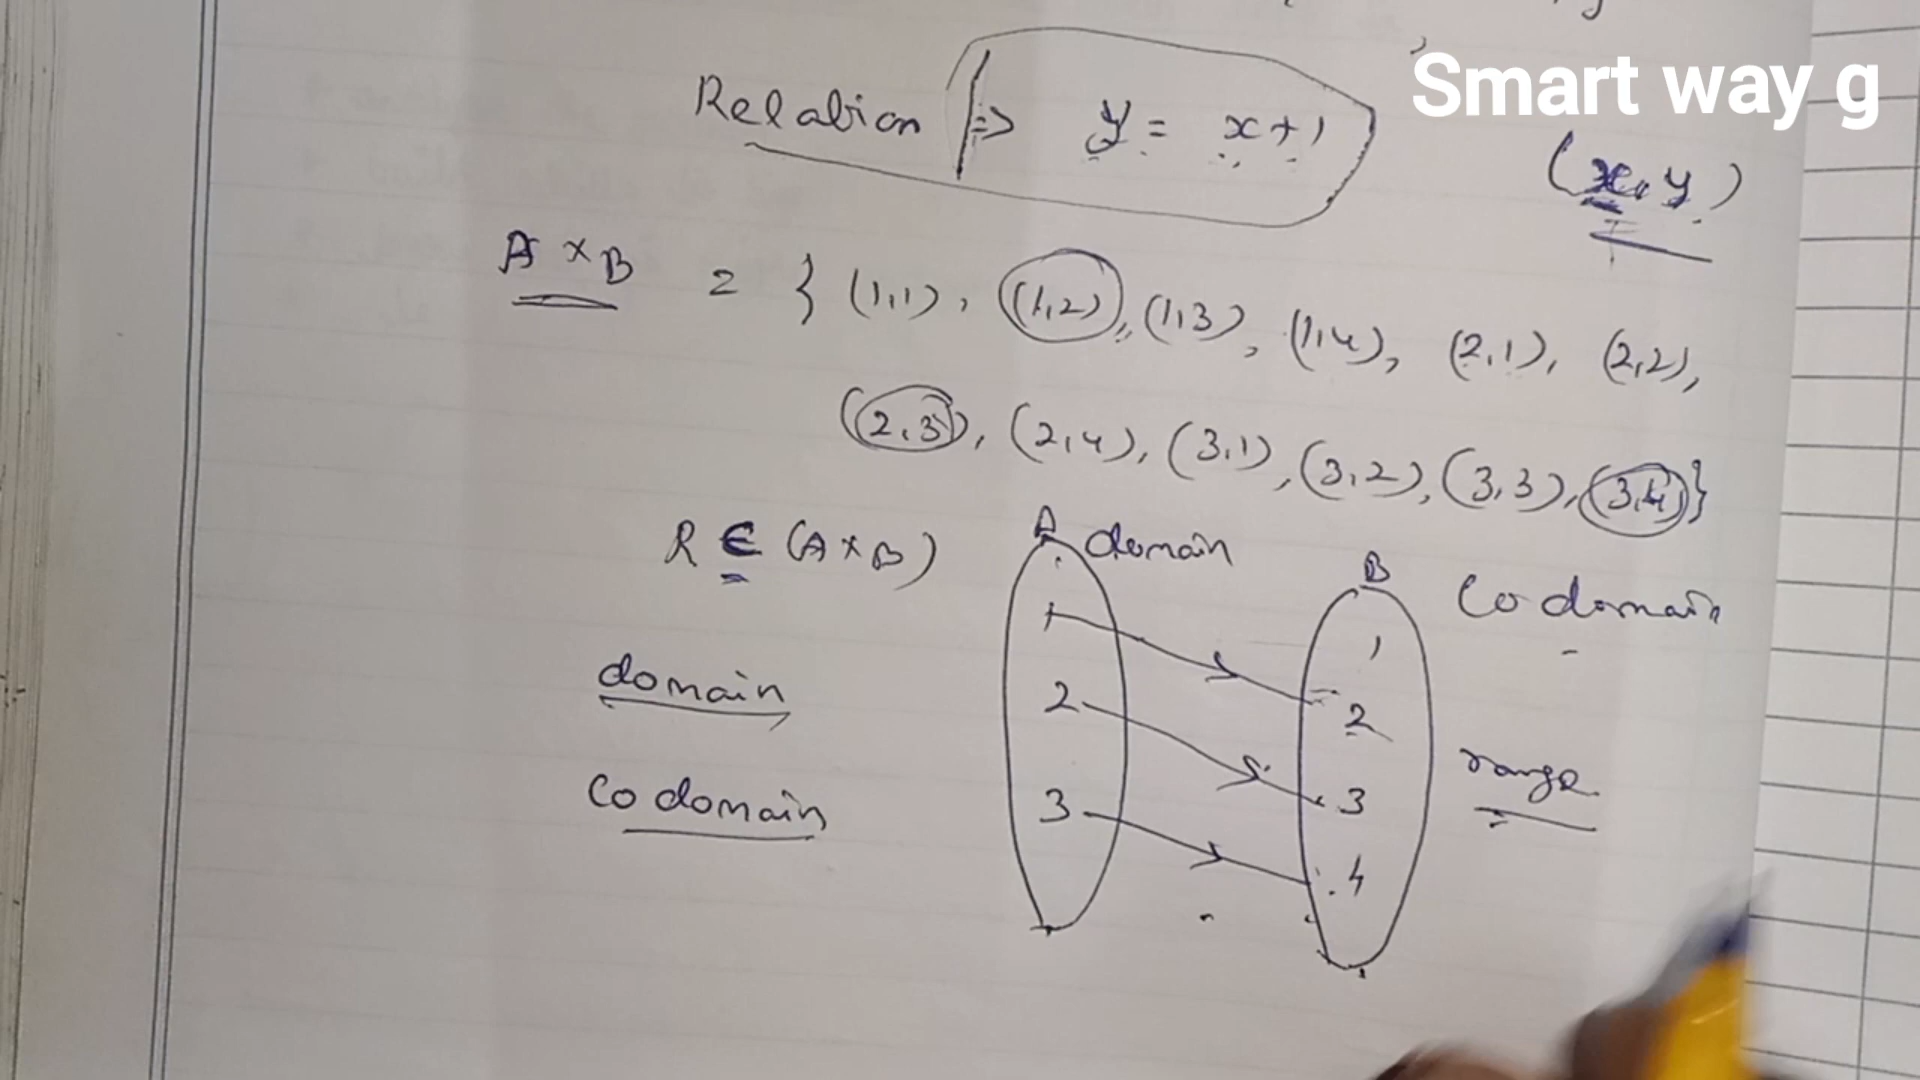 Smart way g
Relation |=> y = x+1
(x, y)
A × B = { (1,1), (1,2), (1,3), (1,4), (2,1), (2,2),
(2,3), (2,4), (3,1), (3,2), (3,3), (3,4) }
R ∈ (A × B)
A domain
B Co domain
1 1
domain
2 2
range
Co domain
3 3
4